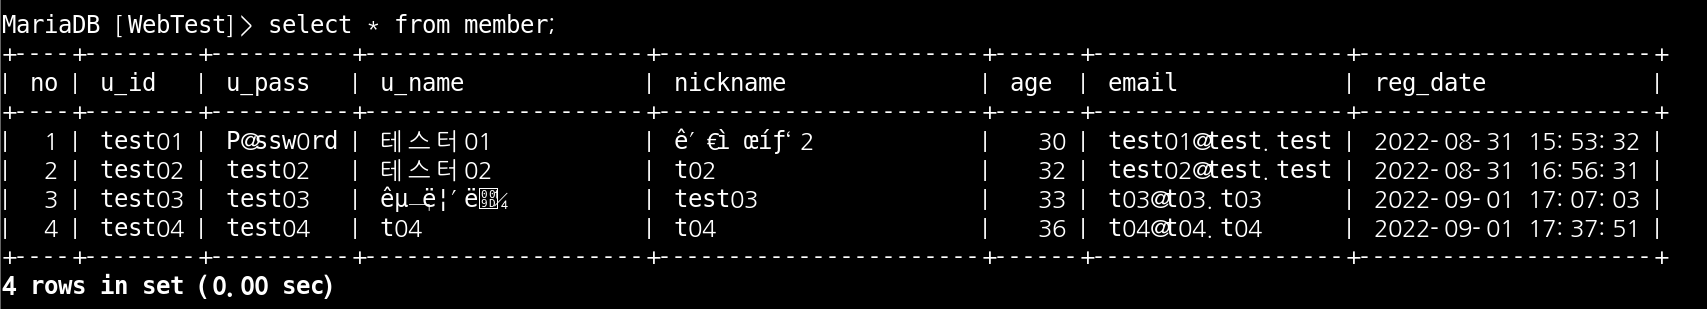 MariaDB [WebTest]> select * from member;
+----+--------+----------+--------------------+------------------------+------+------------------+---------------------+
| no | u_id | u_pass | u_name | nickname | age | email | reg_date |
+----+--------+----------+--------------------+------------------------+------+------------------+---------------------+
| 1 | test01 | P@ssw0rd | 테스터01 | ê´€ì œíƒ‘2 | 30 | test01@test.test | 2022-08-31 15:53:32 |
| 2 | test02 | test02 | 테스터02 | t02 | 32 | test02@test.test | 2022-08-31 16:56:31 |
| 3 | test03 | test03 | êµ—ë¦´ë¼ | test03 | 33 | t03@t03.t03 | 2022-09-01 17:07:03 |
| 4 | test04 | test04 | t04 | t04 | 36 | t04@t04.t04 | 2022-09-01 17:37:51 |
+----+--------+----------+--------------------+------------------------+------+------------------+---------------------+
4 rows in set (0.00 sec)